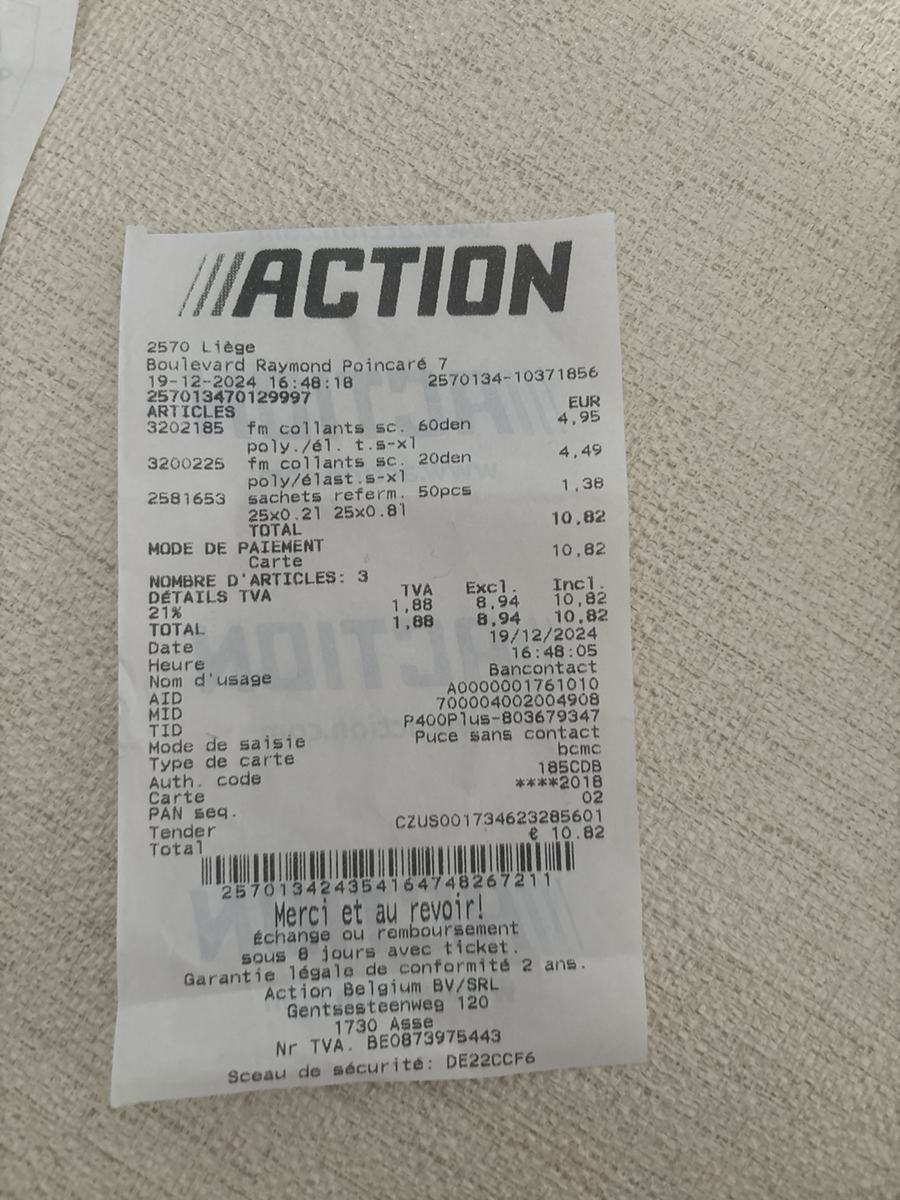 ACTION
2570 Liège
Boulevard Raymond Poincaré 7
19-12-2024 16:48:18 2570134-10371856
257013470129997
ARTICLES EUR
3202185 fm collants sc. 60den 4,95
poly./él. t.s-xl
3200225 fm collants sc. 20den 4,49
poly/élast.s-xl
2581653 sachets referm. 50pcs 1,38
25x0.21 25x0.81
TOTAL 10,82
MODE DE PAIEMENT
Carte 10,82
NOMBRE D'ARTICLES: 3
DÉTAILS TVA TVA Excl. Incl.
21% 1,88 8,94 10,82
TOTAL 1,88 8,94 10,82
Date 19/12/2024
Heure 16:48:05
Nom d'usage Bancontact
AID A0000001761010
MID 700004002004908
TID P400Plus-803679347
Mode de saisie Puce sans contact
Type de carte bcmc
Auth. code 185CDB
Carte ****2018
PAN seq. 02
Tender CZUS001734623285601
Total € 10.82
257013424354164748267211
Merci et au revoir!
Échange ou remboursement
sous 8 jours avec ticket.
Garantie légale de conformité 2 ans.
Action Belgium BV/SRL
Gentsesteenweg 120
1730 Asse
Nr TVA. BE0873975443
Sceau de sécurité: DE22CCF6